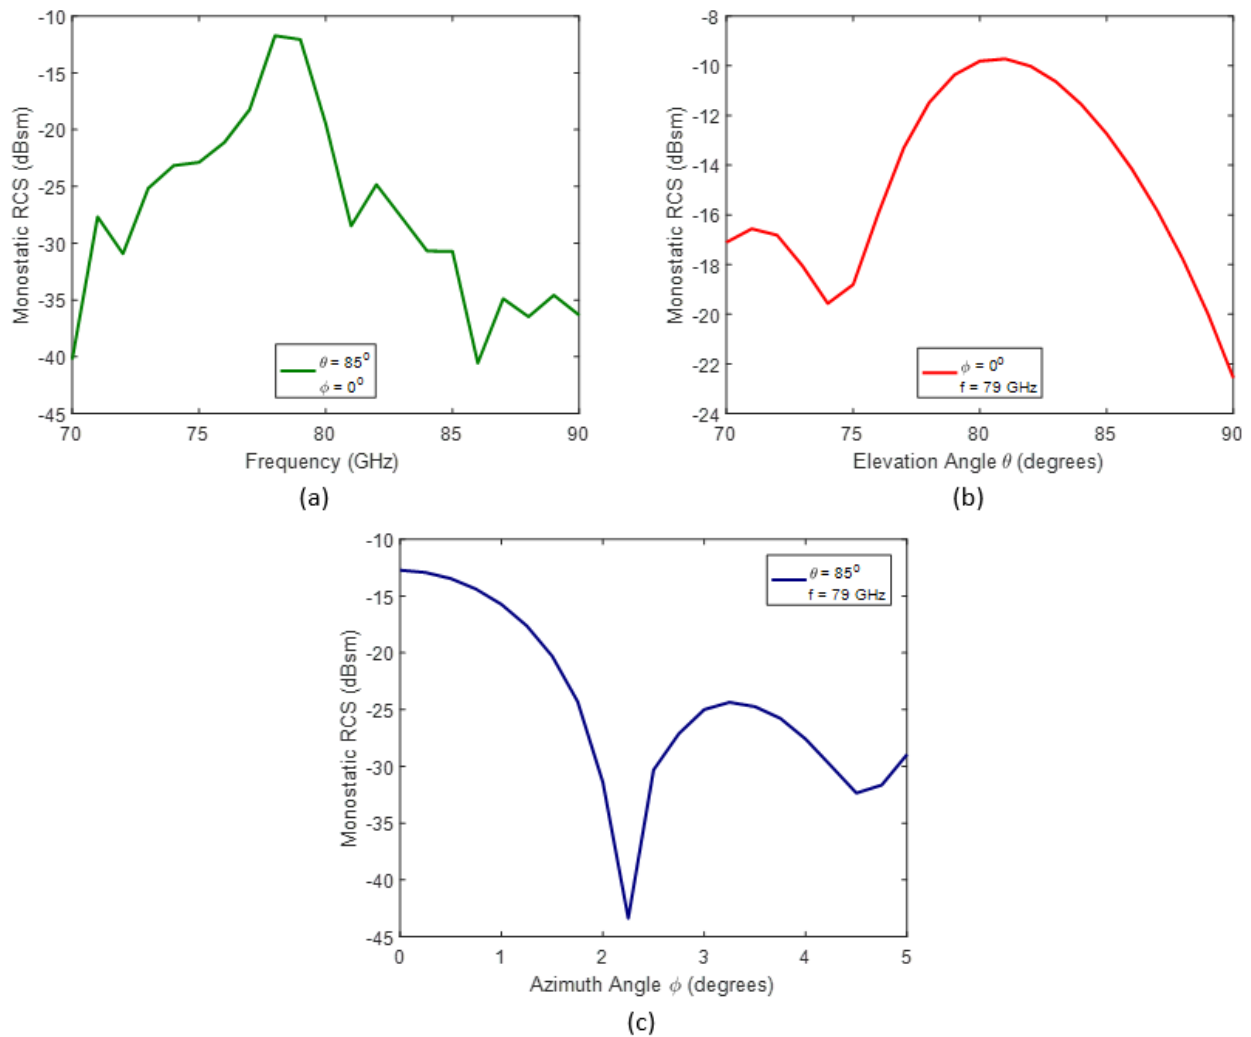 -10
-15
-20
-25
-30
-35
-40
-45
Monostatic RCS (dBsm)
θ = 85⁰
ϕ = 0⁰
70 75 80 85 90
Frequency (GHz)
(a)
-8
-10
-12
-14
-16
-18
-20
-22
-24
Monostatic RCS (dBsm)
ϕ = 0⁰
f = 79 GHz
70 75 80 85 90
Elevation Angle θ (degrees)
(b)
-10
-15
-20
-25
-30
-35
-40
-45
Monostatic RCS (dBsm)
θ = 85⁰
f = 79 GHz
0 1 2 3 4 5
Azimuth Angle ϕ (degrees)
(c)